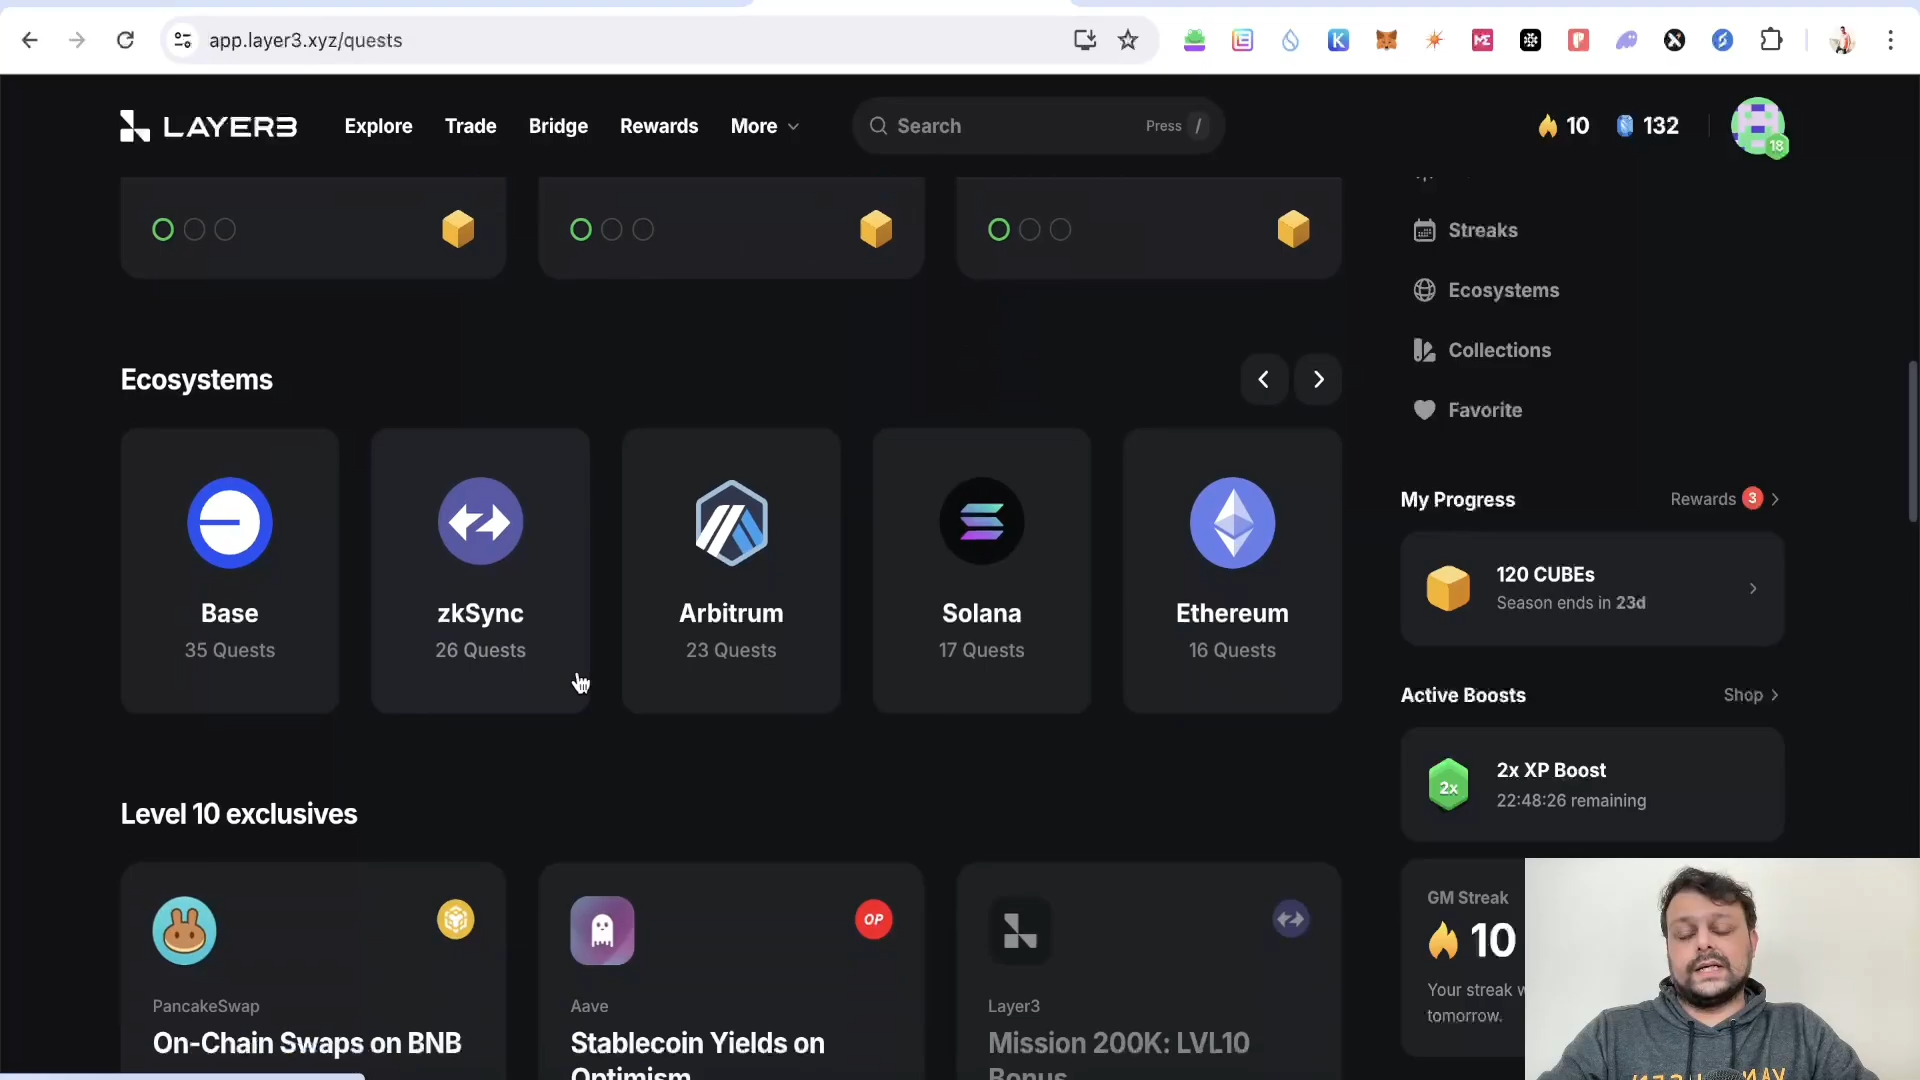 app.layer3.xyz/quests
LAYER3
Explore
Trade
Bridge
Rewards
More
Search
Press /
10
132
18
Streaks
Ecosystems
Collections
Favorite
Ecosystems
Base
35 Quests
zkSync
26 Quests
Arbitrum
23 Quests
Solana
17 Quests
Ethereum
16 Quests
My Progress
Rewards 3
120 CUBEs
Season ends in 23d
Active Boosts
Shop
2x
2x XP Boost
22:48:26 remaining
Level 10 exclusives
PancakeSwap
On-Chain Swaps on BNB
OP
Aave
Stablecoin Yields on
Optimism
Layer3
Mission 200K: LVL10
Bonus
GM Streak
10
Your streak
tomorrow.